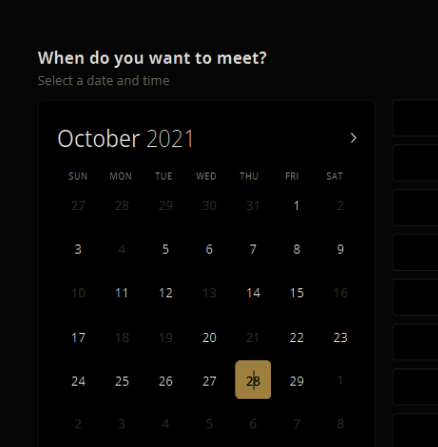 When do you want to meet?
Select a date and time
October 2021 >
SUN MON TUE WED THU FRI SAT
27 28 29 30 31 1 2
3 4 5 6 7 8 9
10 11 12 13 14 15 16
17 18 19 20 21 22 23
24 25 26 27 28 29 1
2 3 4 5 6 7 8